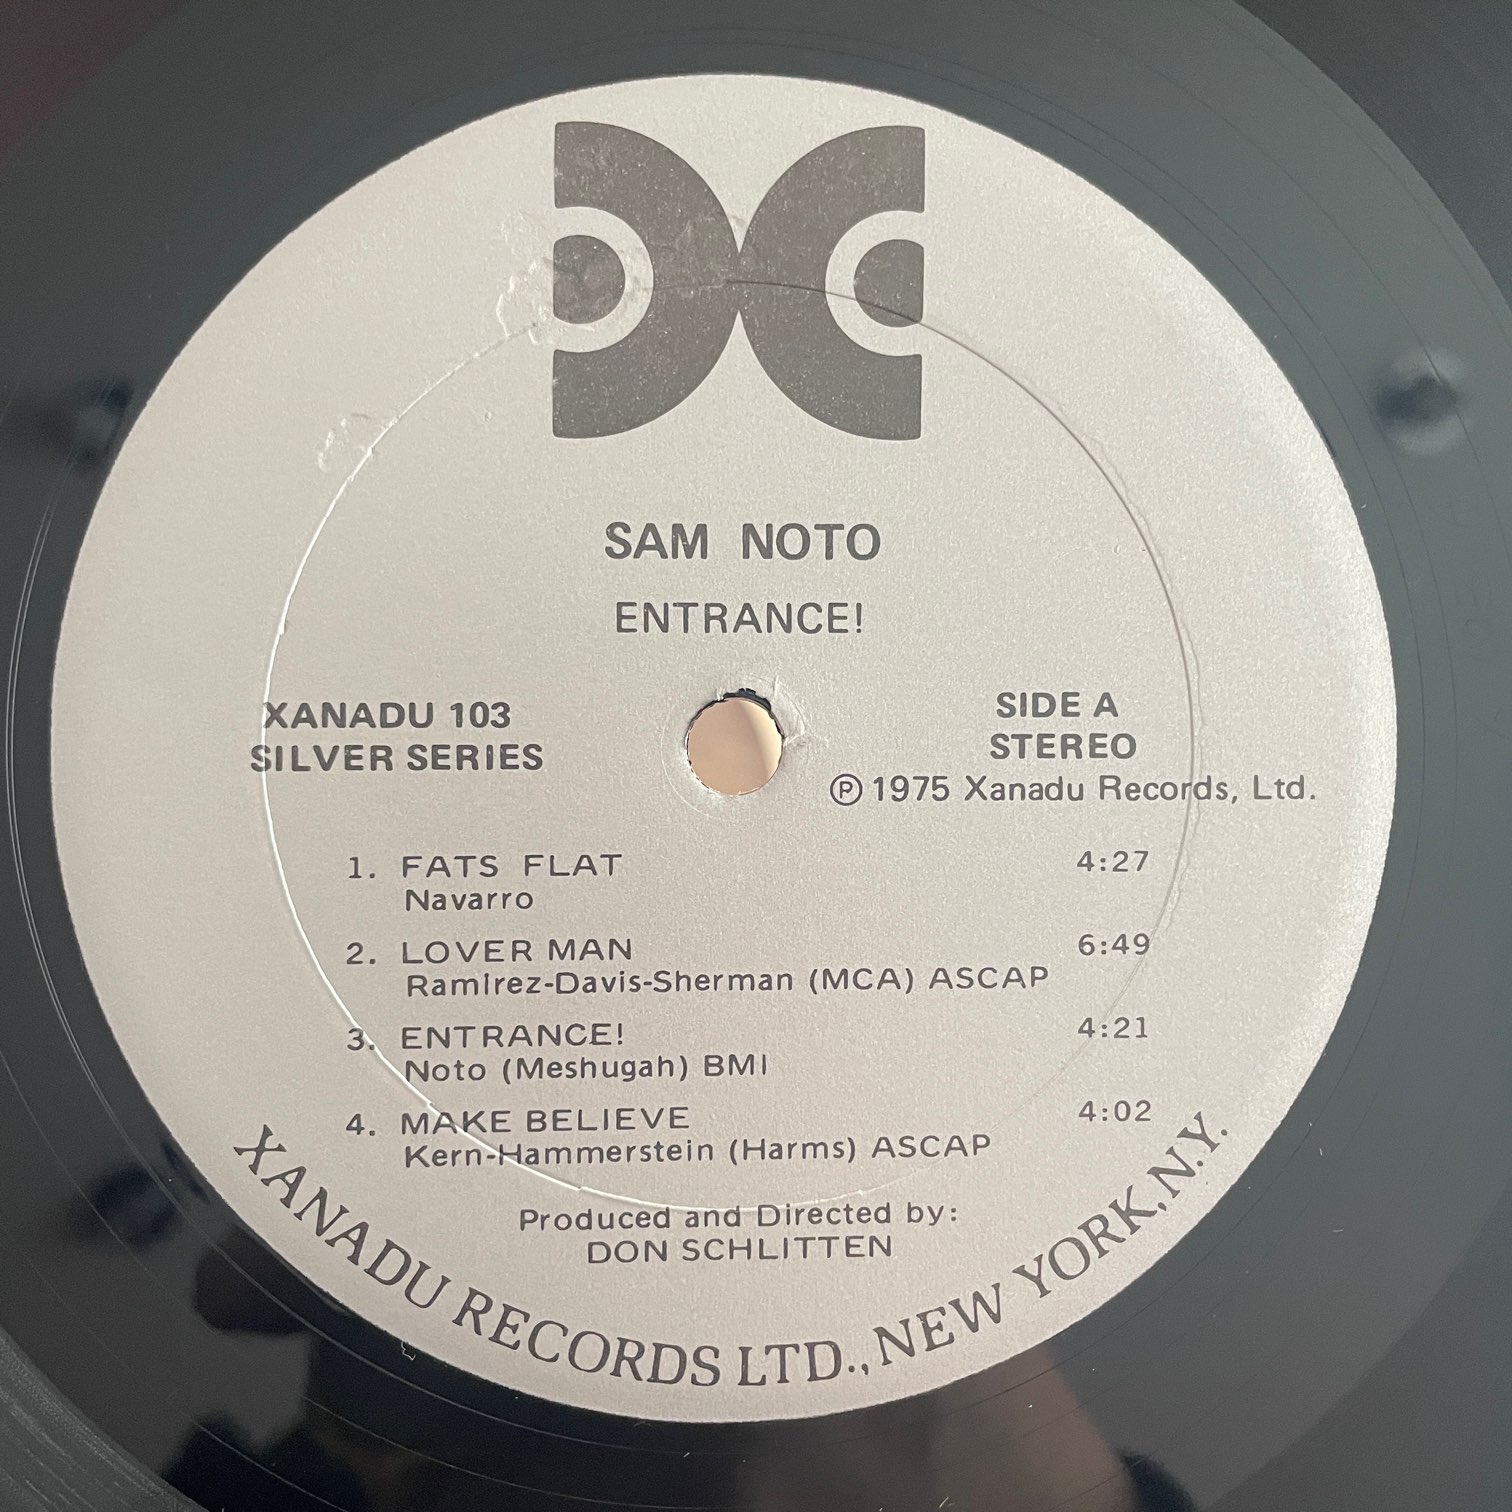 SAM NOTO
ENTRANCE!
XANADU 103
SILVER SERIES
SIDE A
STEREO
℗ 1975 Xanadu Records, Ltd.
1. FATS FLAT 4:27
Navarro
2. LOVER MAN 6:49
Ramirez-Davis-Sherman (MCA) ASCAP
3. ENTRANCE! 4:21
Noto (Meshugah) BMI
4. MAKE BELIEVE 4:02
Kern-Hammerstein (Harms) ASCAP
Produced and Directed by:
DON SCHLITTEN
XANADU RECORDS LTD., NEW YORK, N.Y.